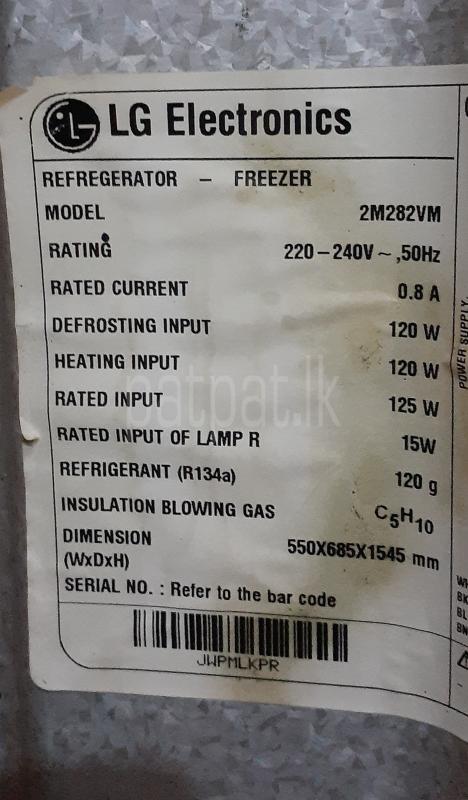 LG Electronics
REFREGERATOR – FREEZER
MODEL 2M282VM
RATING 220–240V ~ ,50Hz
RATED CURRENT 0.8 A
DEFROSTING INPUT 120 W
HEATING INPUT 120 W
RATED INPUT 125 W
RATED INPUT OF LAMP R 15W
REFRIGERANT (R134a) 120 g
INSULATION BLOWING GAS C5H10
DIMENSION 550X685X1545 mm
(WxDxH)
SERIAL NO. : Refer to the bar code
JWPMLKPR
POWER SUPPLY
BK
BL
patpat.lk